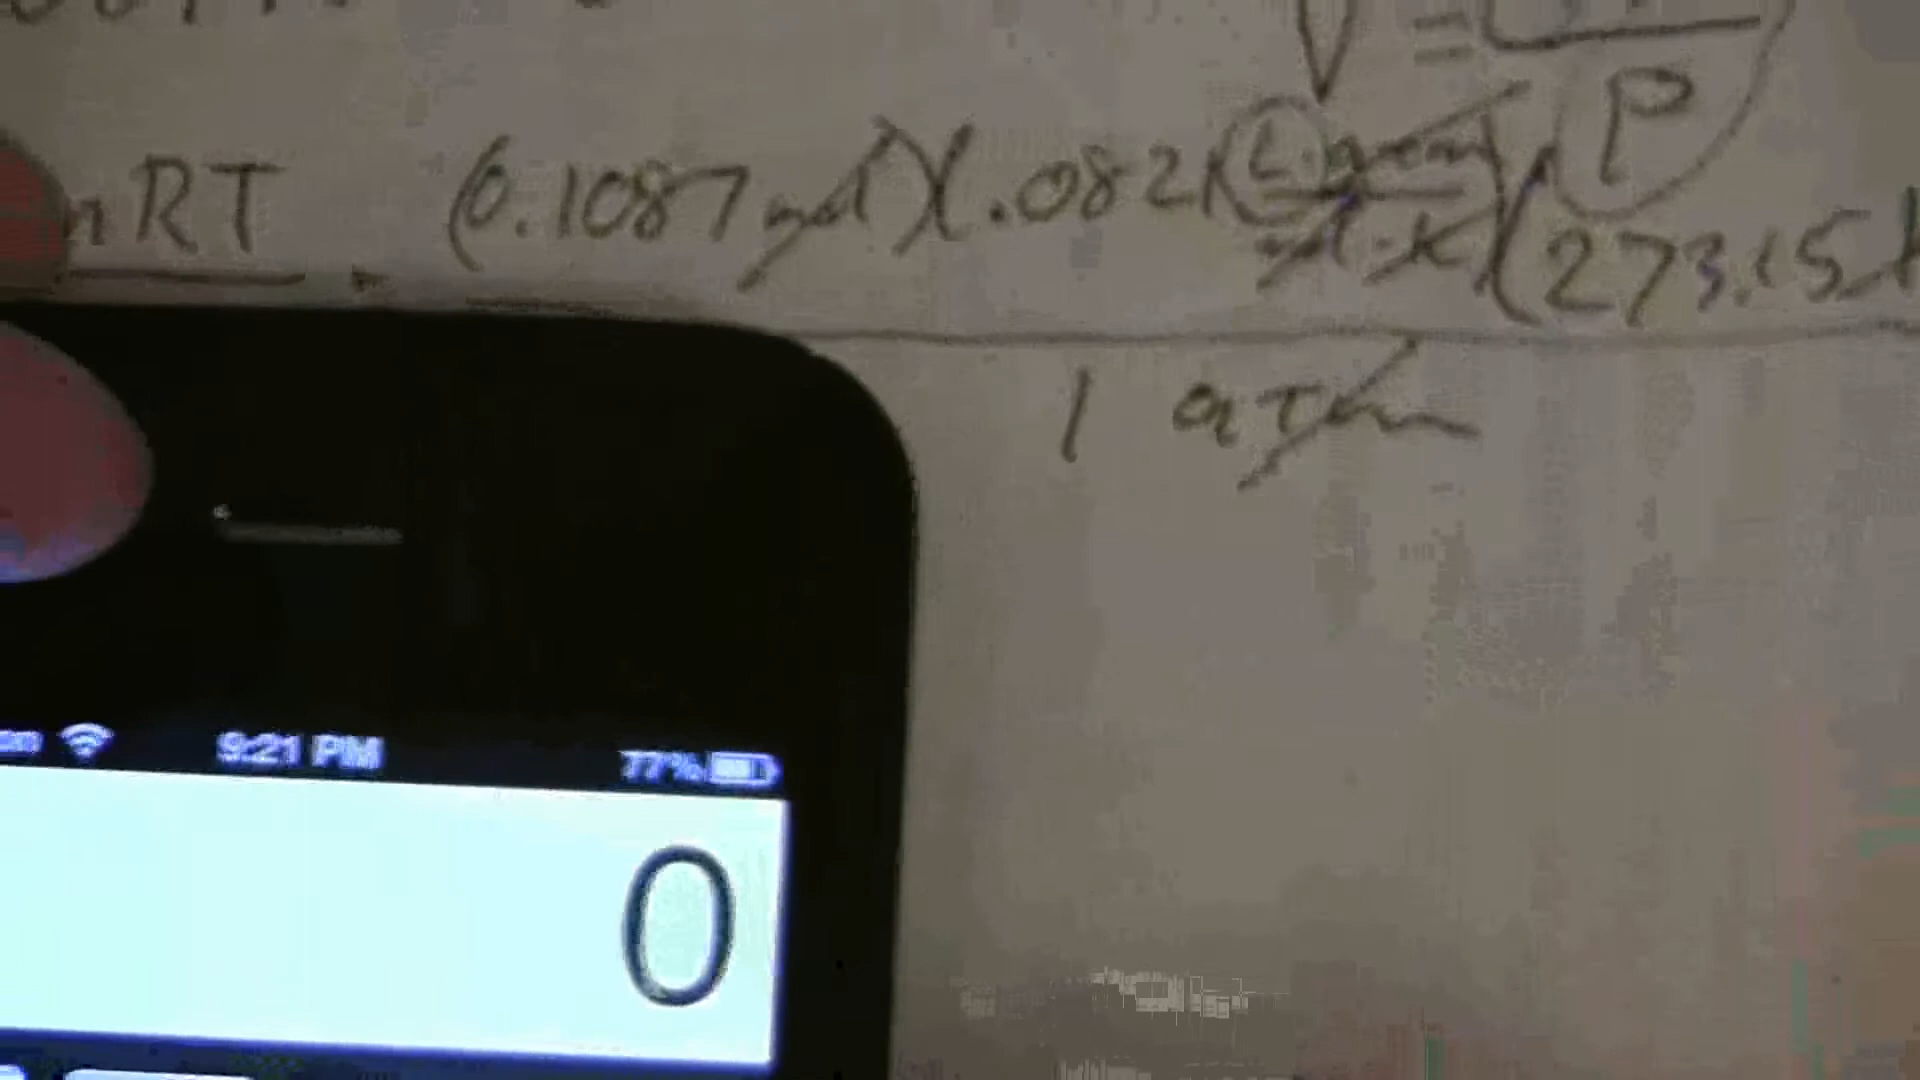 V =
P
nRT = (0.1087 mol)(.0821 L·atm
mol·K)(273.15 K
1 atm
9:21 PM 77%
0